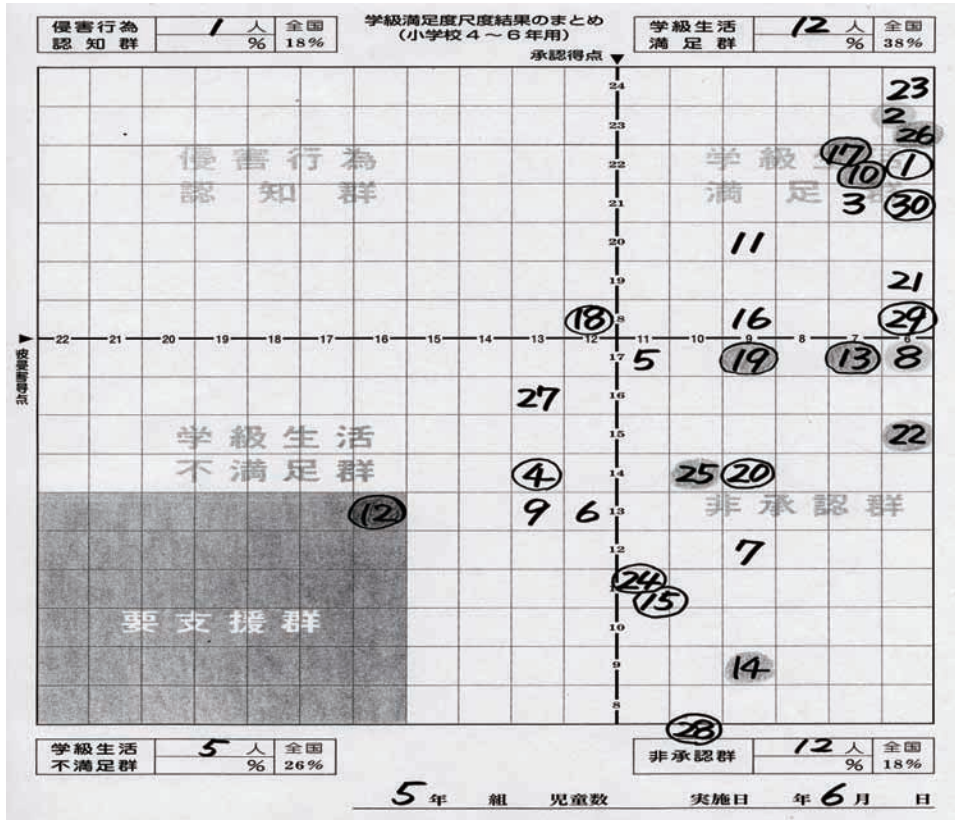 侵害行為
認知群
1 人
%
全国
18%
学級満足度尺度結果のまとめ
(小学校4～6年用)
承認得点▼
学級生活
満足群
12 人
%
全国
38%
24
23
23
2
26
侵害行為
認知群
学級生活
満足群
22
17
10
1
21
3
30
20
11
19
21
18
8
16
29
▶
被侵害得点
22 21 20 19 18 17 16 15 14 13 12 11 10 9 8 7 6
17
5
19
13
8
27
16
学級生活
不満足群
15
22
4
14
25
20
非承認群
12
9
6
13
12
7
24
15
要支援群
10
9
14
8
28
学級生活
不満足群
5 人
%
全国
26%
非承認群
12 人
%
全国
18%
5 年 組 児童数 実施日 年 6 月 日